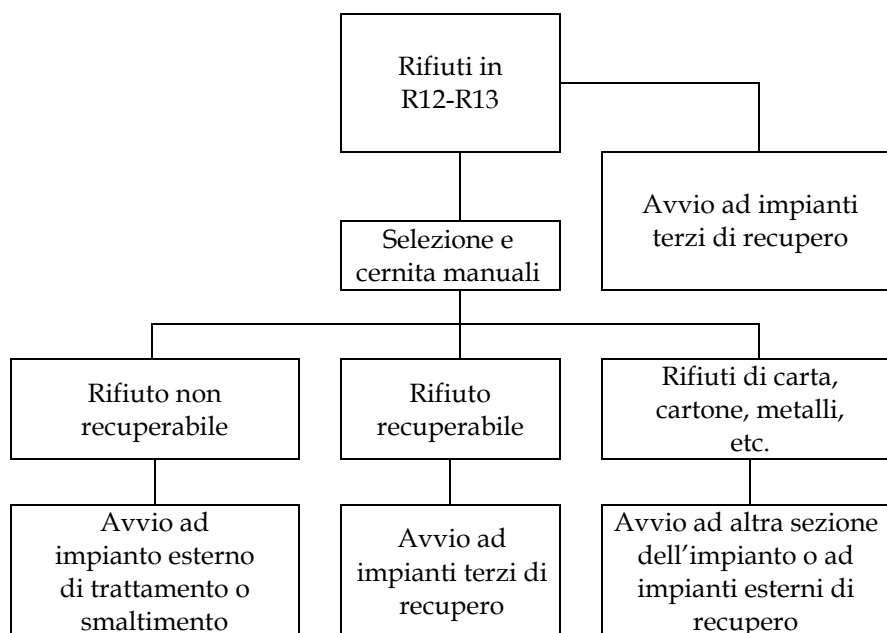 Rifiuti in
R12-R13
Avvio ad impianti
terzi di recupero
Selezione e
cernita manuali
Rifiuto non
recuperabile
Rifiuto
recuperabile
Rifiuti di carta,
cartone, metalli,
etc.
Avvio ad
impianto esterno
di trattamento o
smaltimento
Avvio ad
impianti terzi di
recupero
Avvio ad altra sezione
dell’impianto o ad
impianti esterni di
recupero